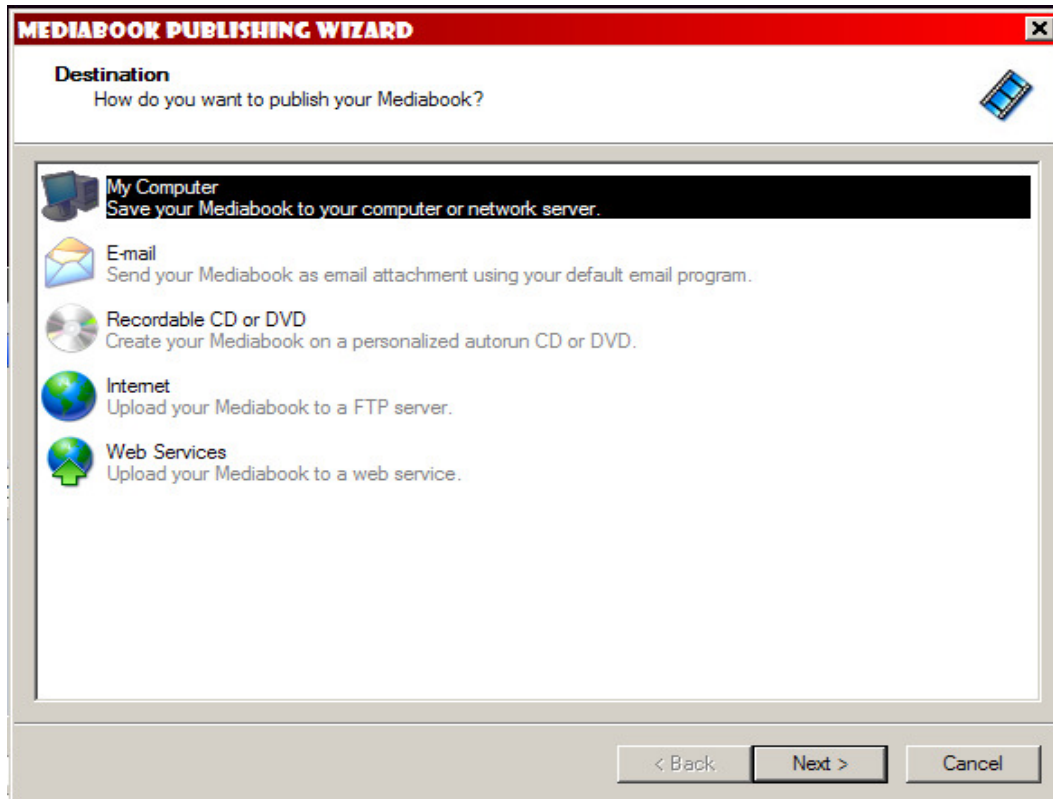 MEDIABOOK PUBLISHING WIZARD
Destination
How do you want to publish your Mediabook?
My Computer
Save your Mediabook to your computer or network server.
E-mail
Send your Mediabook as email attachment using your default email program.
Recordable CD or DVD
Create your Mediabook on a personalized autorun CD or DVD.
Internet
Upload your Mediabook to a FTP server.
Web Services
Upload your Mediabook to a web service.
< Back Next > Cancel